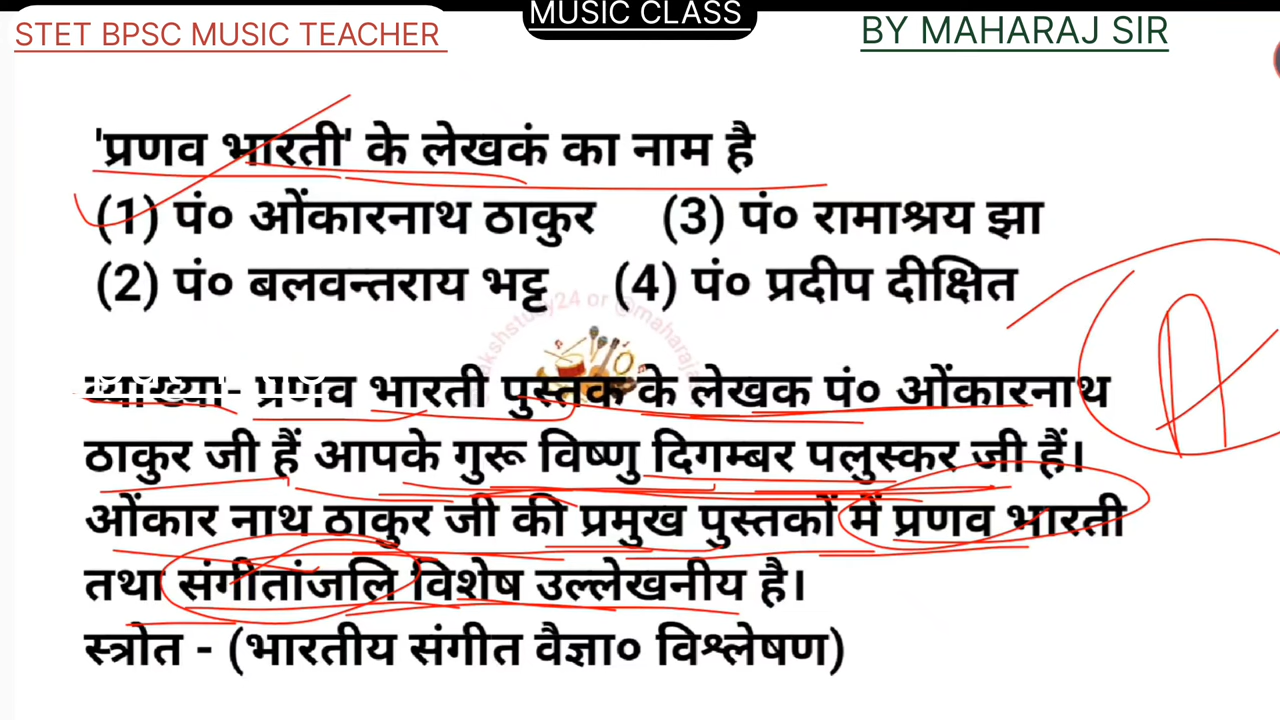 MUSIC CLASS
STET BPSC MUSIC TEACHER
BY MAHARAJ SIR
'प्रणव भारती' के लेखकं का नाम है
(1) पं० ओंकारनाथ ठाकुर (3) पं० रामाश्रय झा
(2) पं० बलवन्तराय भट्ट (4) पं० प्रदीप दीक्षित
व्याख्या- प्रणव भारती पुस्तक के लेखक पं० ओंकारनाथ
ठाकुर जी हैं आपके गुरू विष्णु दिगम्बर पलुस्कर जी हैं।
ओंकार नाथ ठाकुर जी की प्रमुख पुस्तकों में प्रणव भारती
तथा संगीतांजलि विशेष उल्लेखनीय है।
स्त्रोत - (भारतीय संगीत वैज्ञा० विश्लेषण)
A